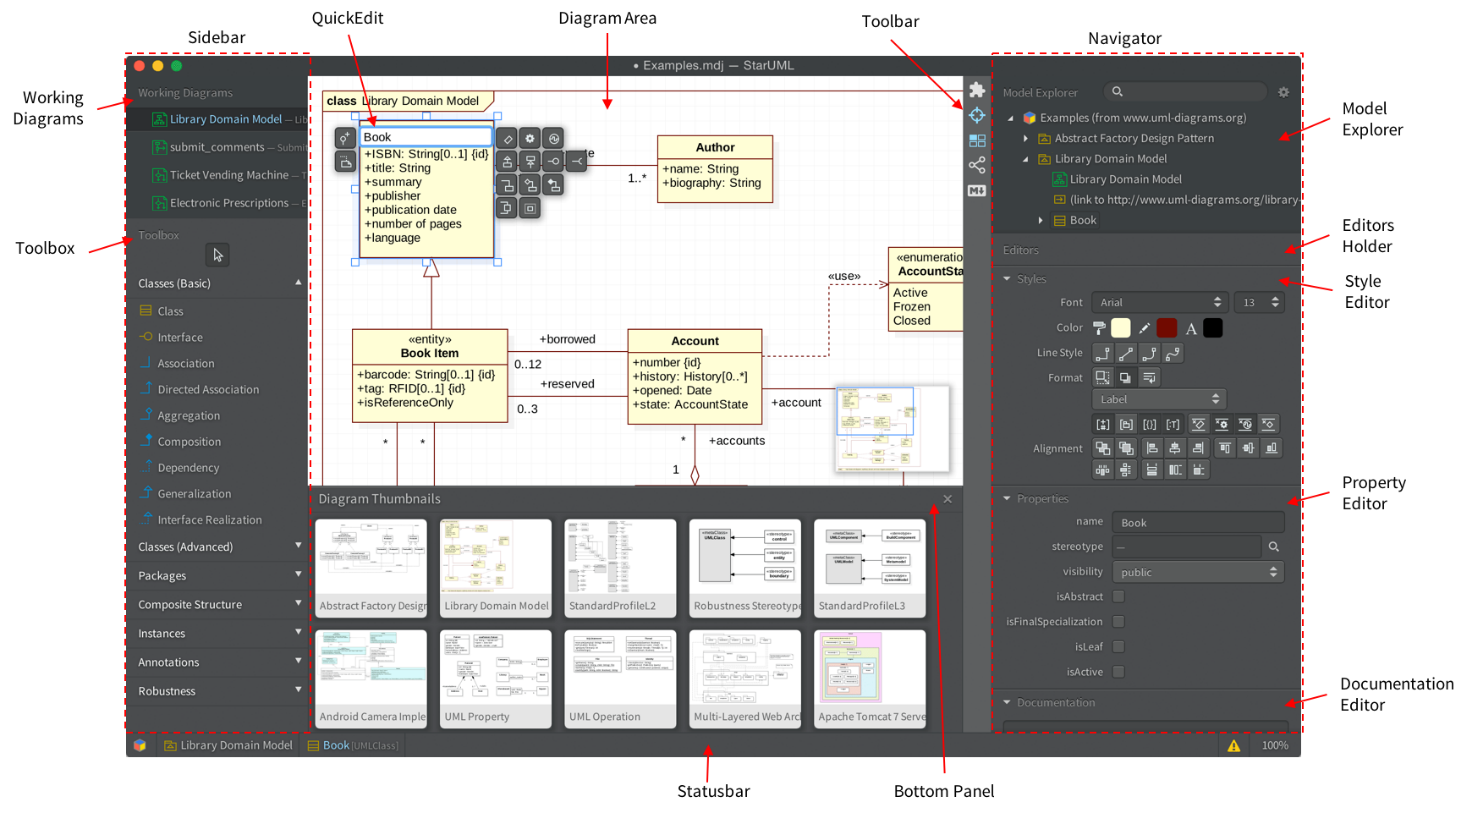 QuickEdit
Diagram Area
Toolbar
Sidebar
Navigator
Working
Diagrams
Toolbox
Model
Explorer
Editors
Holder
Style
Editor
Property
Editor
Documentation
Editor
Statusbar
Bottom Panel
• Examples.mdj — StarUML
Working Diagrams
Library Domain Model — Lib
submit_comments — Submit
Ticket Vending Machine — T
Electronic Prescriptions — E
Toolbox
Classes (Basic)
Class
Interface
Association
Directed Association
Aggregation
Composition
Dependency
Generalization
Interface Realization
Classes (Advanced)
Packages
Composite Structure
Instances
Annotations
Robustness
class Library Domain Model
Book
+ISBN: String[0..1] {id}
+title: String
+summary
+publisher
+publication date
+number of pages
+language
1..*
Author
+name: String
+biography: String
«use»
«enumeratio
AccountSta
Active
Frozen
Closed
«entity»
Book Item
+barcode: String[0..1] {id}
+tag: RFID[0..1] {id}
+isReferenceOnly
+borrowed
0..12
+reserved
0..3
* *
Account
+number {id}
+history: History[0..*]
+opened: Date
+state: AccountState
+account
* +accounts
1
Diagram Thumbnails
UMLClass
control
entity
boundary
Abstract Factory Design
Library Domain Model
StandardProfileL2
Robustness Stereotype
StandardProfileL3
Android Camera Imple
UML Property
UML Operation
Multi-Layered Web Arc
Apache Tomcat 7 Serve
M
Model Explorer
Examples (from www.uml-diagrams.org)
Abstract Factory Design Pattern
Library Domain Model
Library Domain Model
(link to http://www.uml-diagrams.org/library-
Book
Editors
Styles
Font Arial 13
Color A
Line Style
Format
Label
Alignment
Properties
name Book
stereotype —
visibility public
isAbstract
isFinalSpecialization
isLeaf
isActive
Documentation
Library Domain Model
Book [UMLClass]
100%